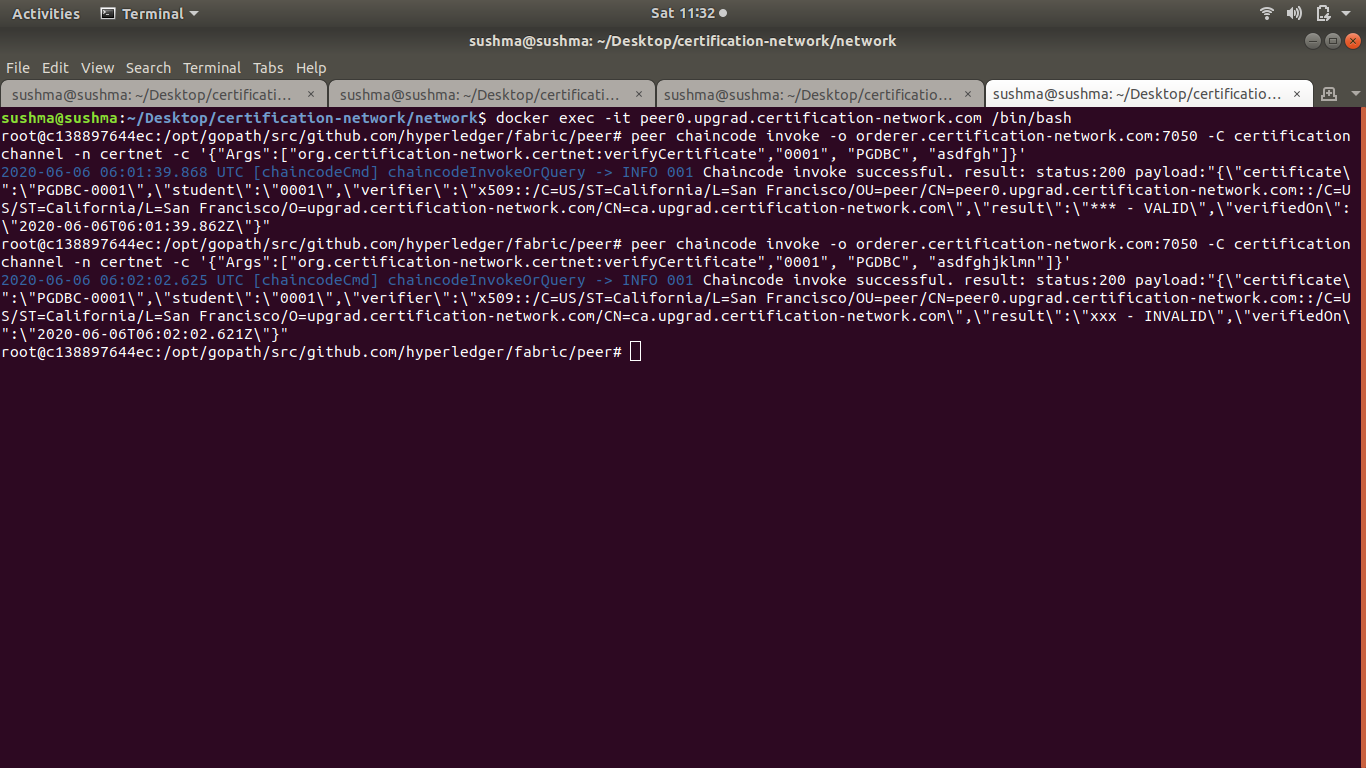 Activities Terminal Sat 11:32
sushma@sushma: ~/Desktop/certification-network/network
File Edit View Search Terminal Tabs Help
sushma@sushma: ~/Desktop/certificati... × sushma@sushma: ~/Desktop/certificati... × sushma@sushma: ~/Desktop/certificatio... × sushma@sushma: ~/Desktop/certificatio... ×
sushma@sushma:~/Desktop/certification-network/network$ docker exec -it peer0.upgrad.certification-network.com /bin/bash
root@c138897644ec:/opt/gopath/src/github.com/hyperledger/fabric/peer# peer chaincode invoke -o orderer.certification-network.com:7050 -C certification
channel -n certnet -c '{"Args":["org.certification-network.certnet:verifyCertificate","0001", "PGDBC", "asdfgh"]}'
2020-06-06 06:01:39.868 UTC [chaincodeCmd] chaincodeInvokeOrQuery -> INFO 001 Chaincode invoke successful. result: status:200 payload:"{\"certificate\
":\"PGDBC-0001\",\"student\":\"0001\",\"verifier\":\"x509::/C=US/ST=California/L=San Francisco/OU=peer/CN=peer0.upgrad.certification-network.com::/C=U
S/ST=California/L=San Francisco/O=upgrad.certification-network.com/CN=ca.upgrad.certification-network.com\",\"result\":\"*** - VALID\",\"verifiedOn\":
\"2020-06-06T06:01:39.862Z\"}"
root@c138897644ec:/opt/gopath/src/github.com/hyperledger/fabric/peer# peer chaincode invoke -o orderer.certification-network.com:7050 -C certification
channel -n certnet -c '{"Args":["org.certification-network.certnet:verifyCertificate","0001", "PGDBC", "asdfghjklmn"]}'
2020-06-06 06:02:02.625 UTC [chaincodeCmd] chaincodeInvokeOrQuery -> INFO 001 Chaincode invoke successful. result: status:200 payload:"{\"certificate\
":\"PGDBC-0001\",\"student\":\"0001\",\"verifier\":\"x509::/C=US/ST=California/L=San Francisco/OU=peer/CN=peer0.upgrad.certification-network.com::/C=U
S/ST=California/L=San Francisco/O=upgrad.certification-network.com/CN=ca.upgrad.certification-network.com\",\"result\":\"xxx - INVALID\",\"verifiedOn\
":\"2020-06-06T06:02:02.621Z\"}"
root@c138897644ec:/opt/gopath/src/github.com/hyperledger/fabric/peer#